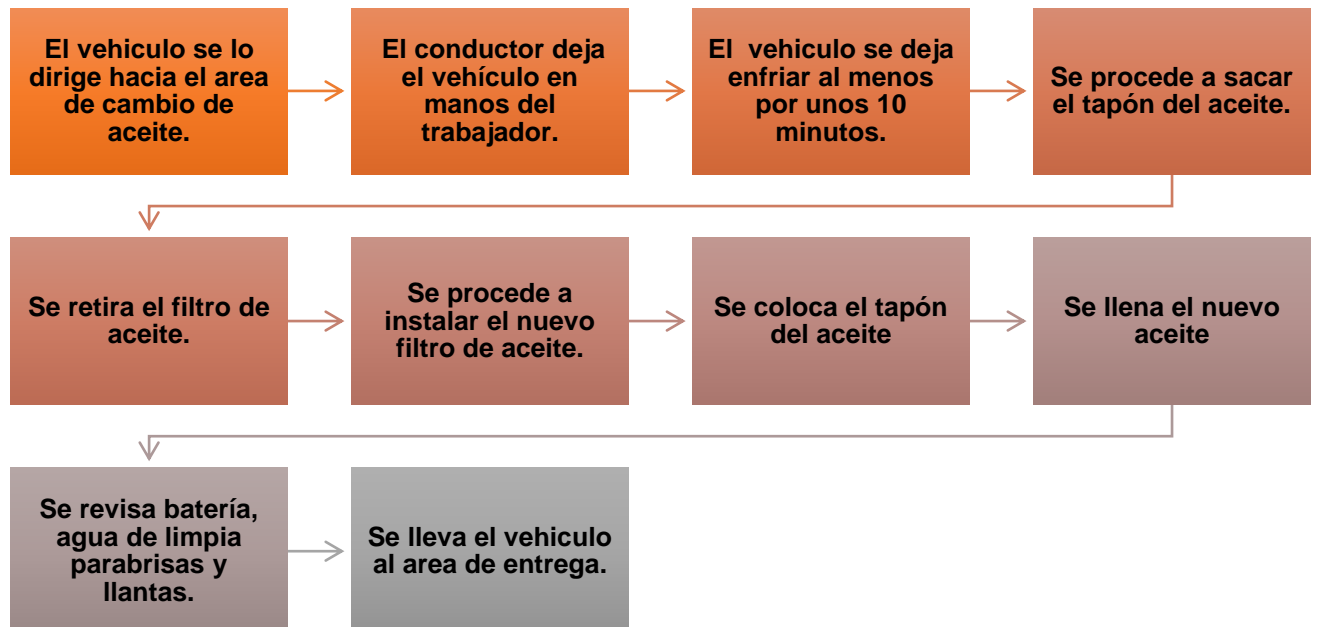 El vehiculo se lo
dirige hacia el area
de cambio de
aceite.
El conductor deja
el vehículo en
manos del
trabajador.
El vehiculo se deja
enfriar al menos
por unos 10
minutos.
Se procede a sacar
el tapón del aceite.
Se retira el filtro de
aceite.
Se procede a
instalar el nuevo
filtro de aceite.
Se coloca el tapón
del aceite
Se llena el nuevo
aceite
Se revisa batería,
agua de limpia
parabrisas y
llantas.
Se lleva el vehiculo
al area de entrega.